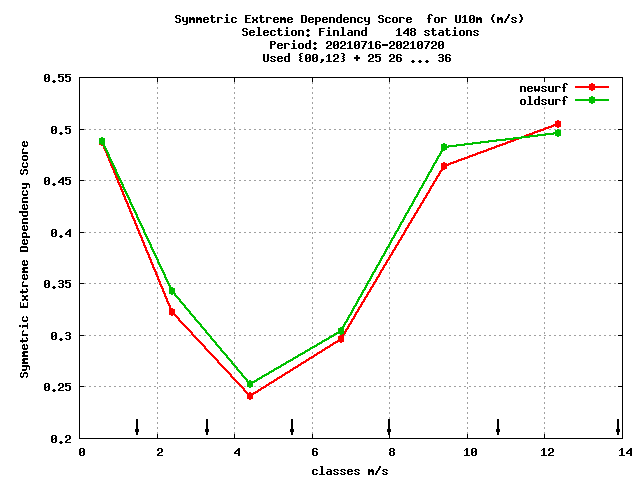 Symmetric Extreme Dependency Score  for U10m (m/s)
Selection: Finland    148 stations
Period: 20210716-20210720
Used {00,12} + 25 26 ... 36
newsurf
oldsurf
0.55
0.5
0.45
0.4
0.35
0.3
0.25
0.2
Symmetric Extreme Dependency Score
0 2 4 6 8 10 12 14
classes m/s